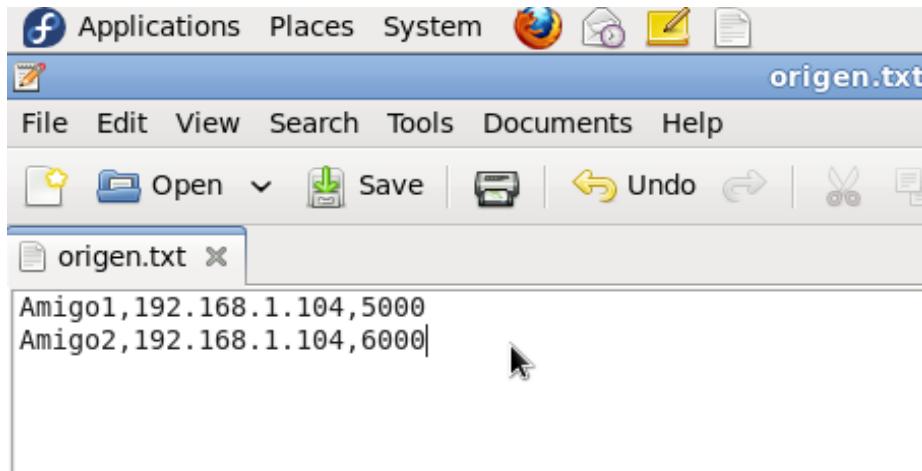 Applications Places System
origen.txt
File Edit View Search Tools Documents Help
Open Save Undo
origen.txt
Amigo1,192.168.1.104,5000
Amigo2,192.168.1.104,6000